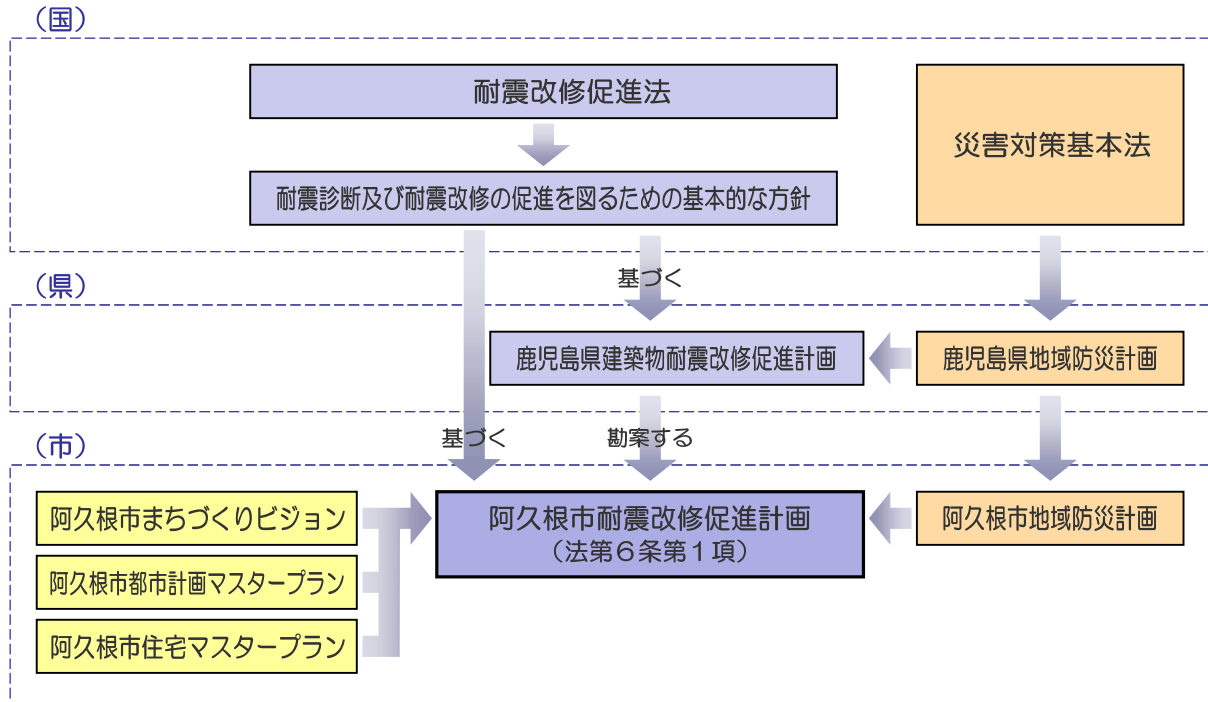 （国）
耐震改修促進法
災害対策基本法
耐震診断及び耐震改修の促進を図るための基本的な方針
基づく
（県）
鹿児島県建築物耐震改修促進計画
鹿児島県地域防災計画
基づく
勘案する
（市）
阿久根市まちづくりビジョン
阿久根市耐震改修促進計画
（法第６条第１項）
阿久根市地域防災計画
阿久根市都市計画マスタープラン
阿久根市住宅マスタープラン